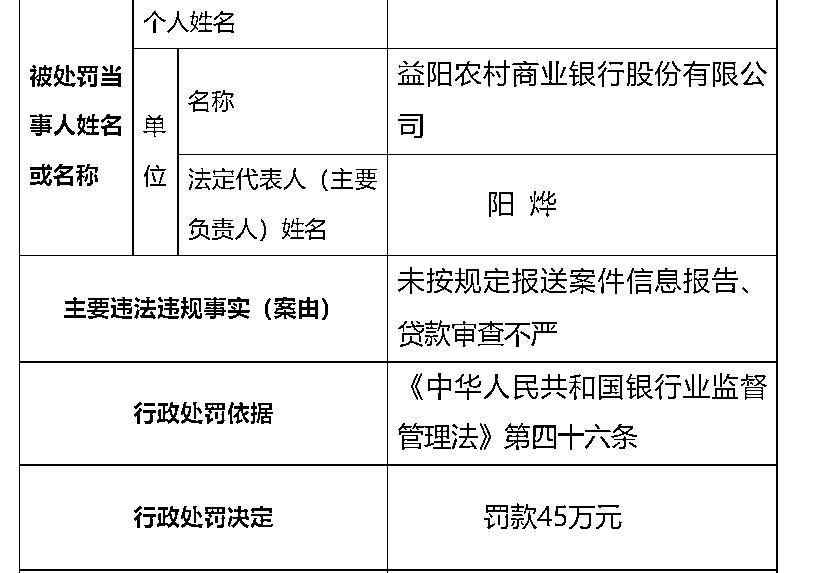 个人姓名
被处罚当
事人姓名
或名称
单
位
名称
益阳农村商业银行股份有限公
司
法定代表人（主要
负责人）姓名
阳 烨
主要违法违规事实（案由）
未按规定报送案件信息报告、
贷款审查不严
行政处罚依据
《中华人民共和国银行业监督
管理法》第四十六条
行政处罚决定
罚款45万元